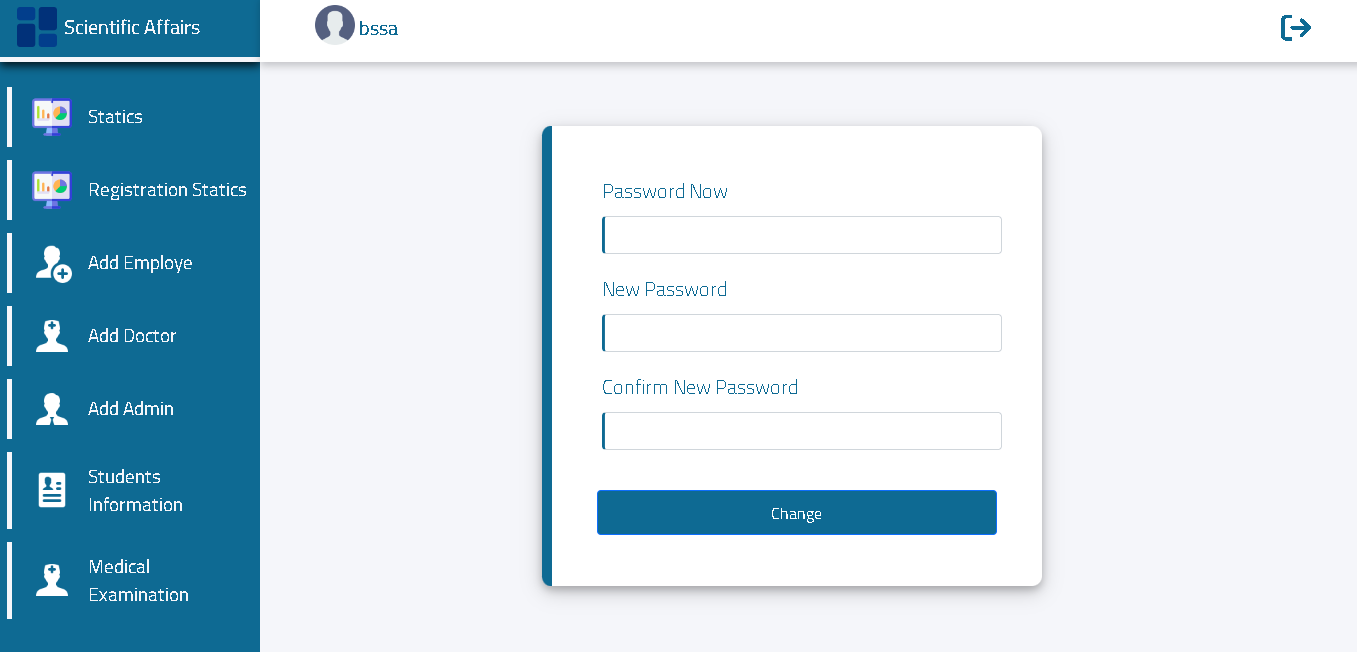 Scientific Affairs
bssa
Statics
Registration Statics
Add Employe
Add Doctor
Add Admin
Students
Information
Medical
Examination
Password Now
New Password
Confirm New Password
Change